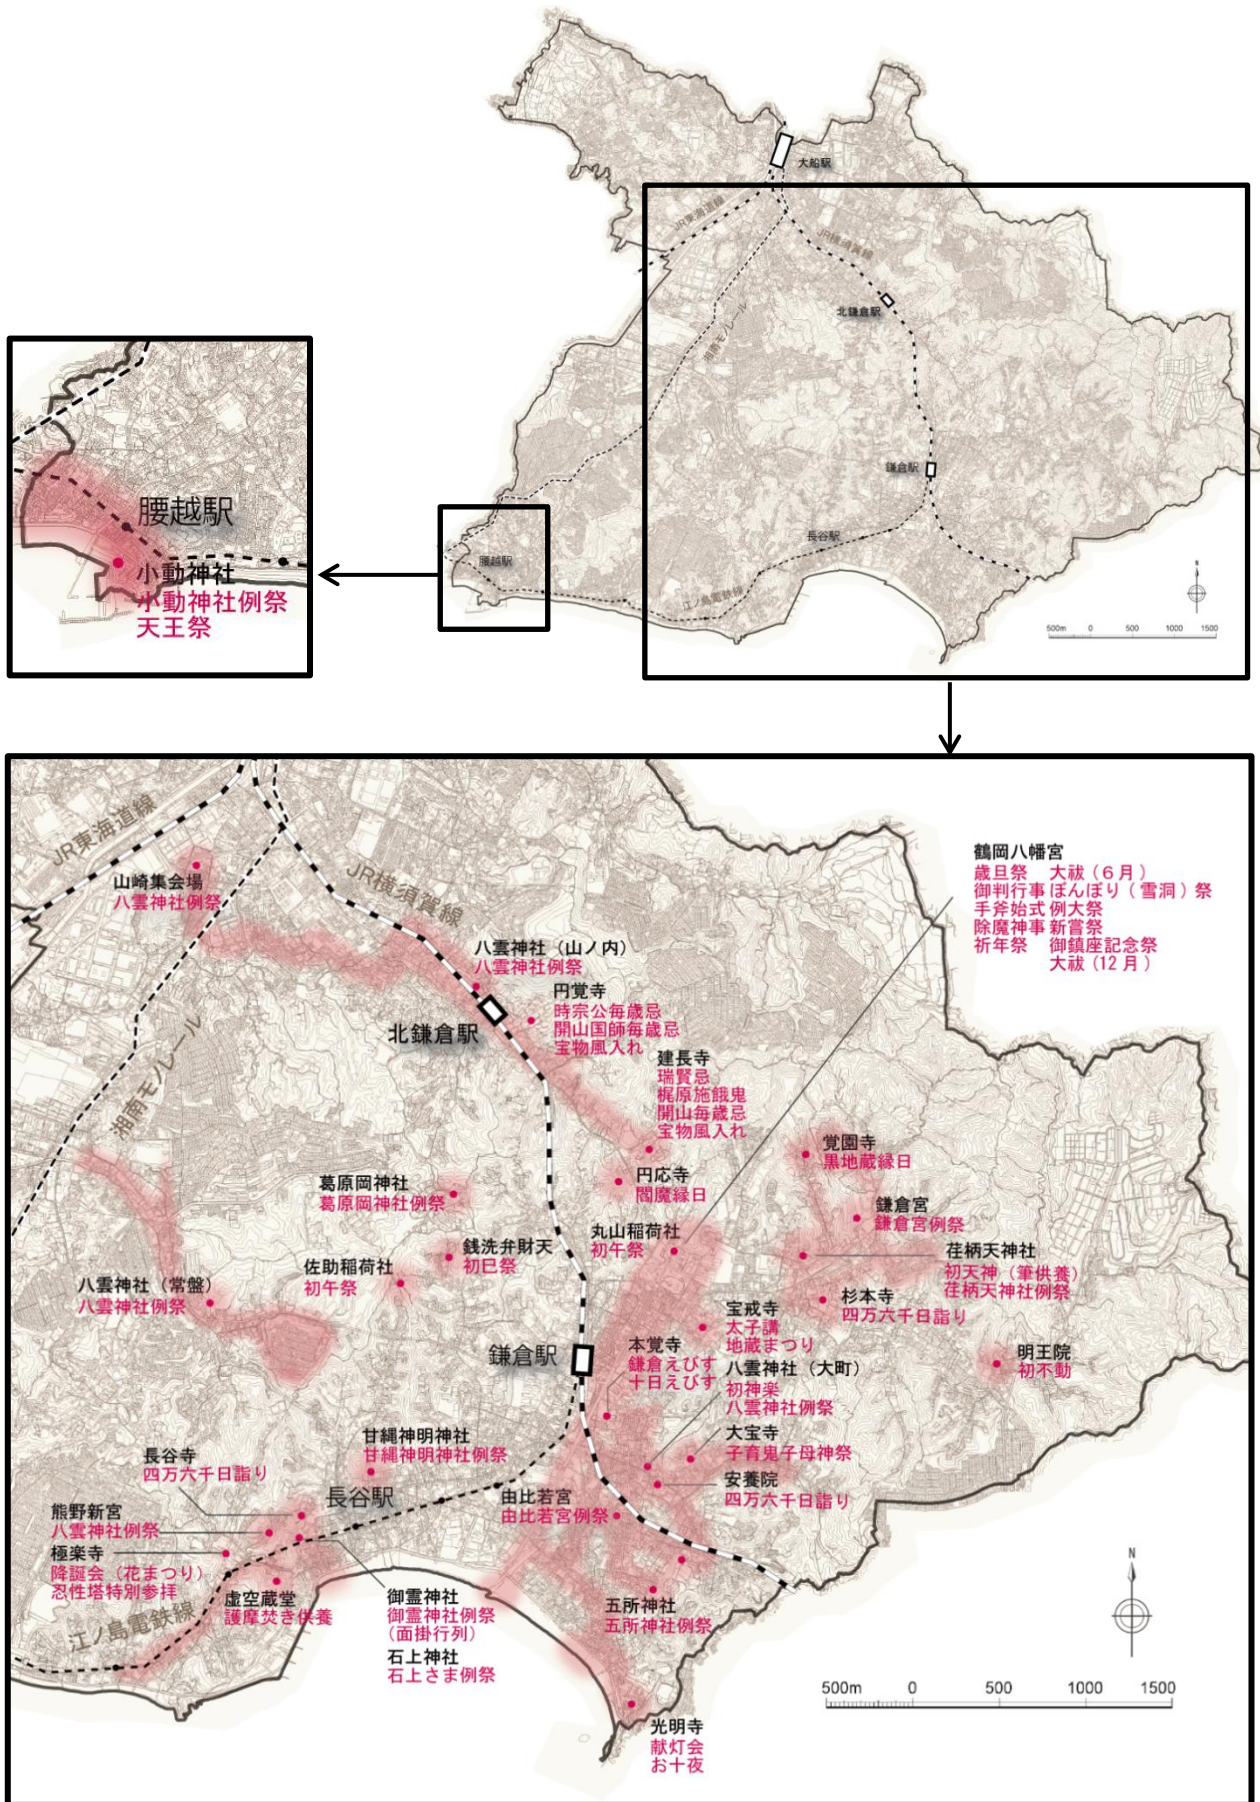 大船駅
JR東海道線
JR横須賀線
北鎌倉駅
湘南モノレール
鎌倉駅
長谷駅
腰越駅
江ノ島電鉄線
N
500m 0 500 1000 1500
腰越駅
小動神社
小動神社例祭
天王祭
JR東海道線
山崎集会場
八雲神社例祭
JR横須賀線
鶴岡八幡宮
歳旦祭 大祓(6月)
御判行事 ぼんぼり(雪洞)祭
手斧始式 例大祭
除魔神事 新嘗祭
祈年祭 御鎮座記念祭
大祓(12月)
八雲神社(山ノ内)
八雲神社例祭
北鎌倉駅
円覚寺
時宗公毎歳忌
開山国師毎歳忌
宝物風入れ
建長寺
瑞賢忌
梶原施餓鬼
開山毎歳忌
宝物風入れ
湘南モノレール
円応寺
閻魔縁日
覚園寺
黒地蔵縁日
葛原岡神社
葛原岡神社例祭
鎌倉宮
鎌倉宮例祭
丸山稲荷社
初午祭
銭洗弁財天
初巳祭
佐助稲荷社
初午祭
荏柄天神社
初天神(筆供養)
荏柄天神社例祭
八雲神社(常盤)
八雲神社例祭
杉本寺
四万六千日詣り
宝戒寺
太子講
地蔵まつり
鎌倉駅
本覚寺
鎌倉えびす
十日えびす
明王院
初不動
八雲神社(大町)
初神楽
八雲神社例祭
甘縄神明神社
甘縄神明神社例祭
大宝寺
子育鬼子母神祭
長谷寺
四万六千日詣り
安養院
四万六千日詣り
長谷駅
由比若宮
由比若宮例祭
熊野新宮
八雲神社例祭
極楽寺
降誕会(花まつり)
忍性塔特別参拝
虚空蔵堂
護摩焚き供養
江ノ島電鉄線
御霊神社
御霊神社例祭
(面掛行列)
石上神社
石上さま例祭
五所神社
五所神社例祭
光明寺
献灯会
お十夜
N
500m 0 500 1000 1500